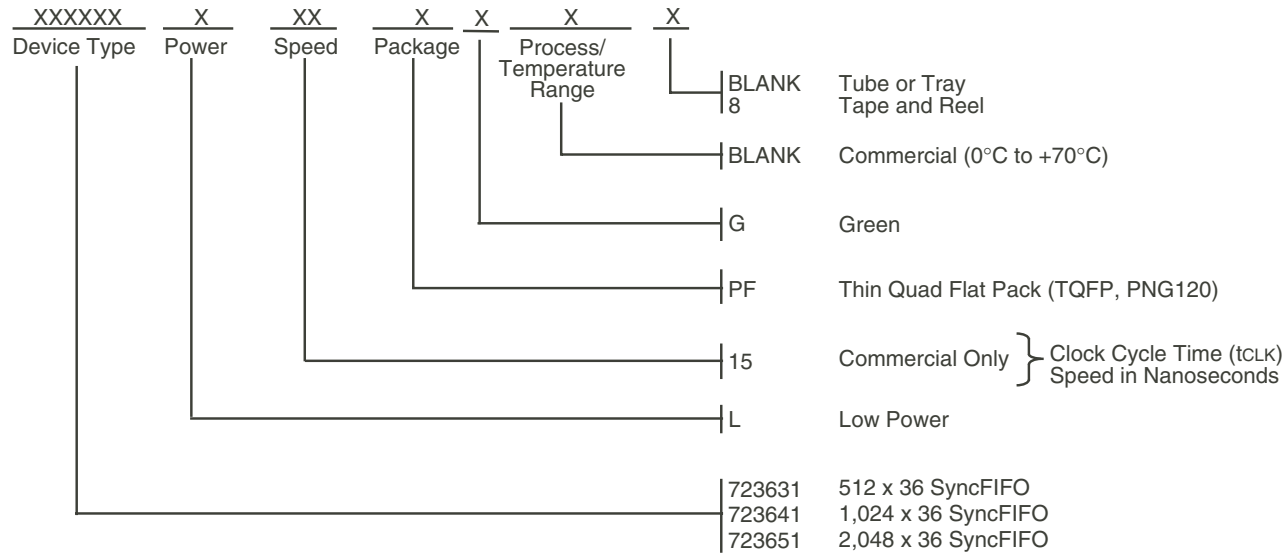 XXXXXX X XX X X X X
Device Type Power Speed Package Process/
Temperature
Range
BLANK Tube or Tray
8 Tape and Reel
BLANK Commercial (0°C to +70°C)
G Green
PF Thin Quad Flat Pack (TQFP, PNG120)
15 Commercial Only Clock Cycle Time (tCLK)
Speed in Nanoseconds
L Low Power
723631 512 x 36 SyncFIFO
723641 1,024 x 36 SyncFIFO
723651 2,048 x 36 SyncFIFO